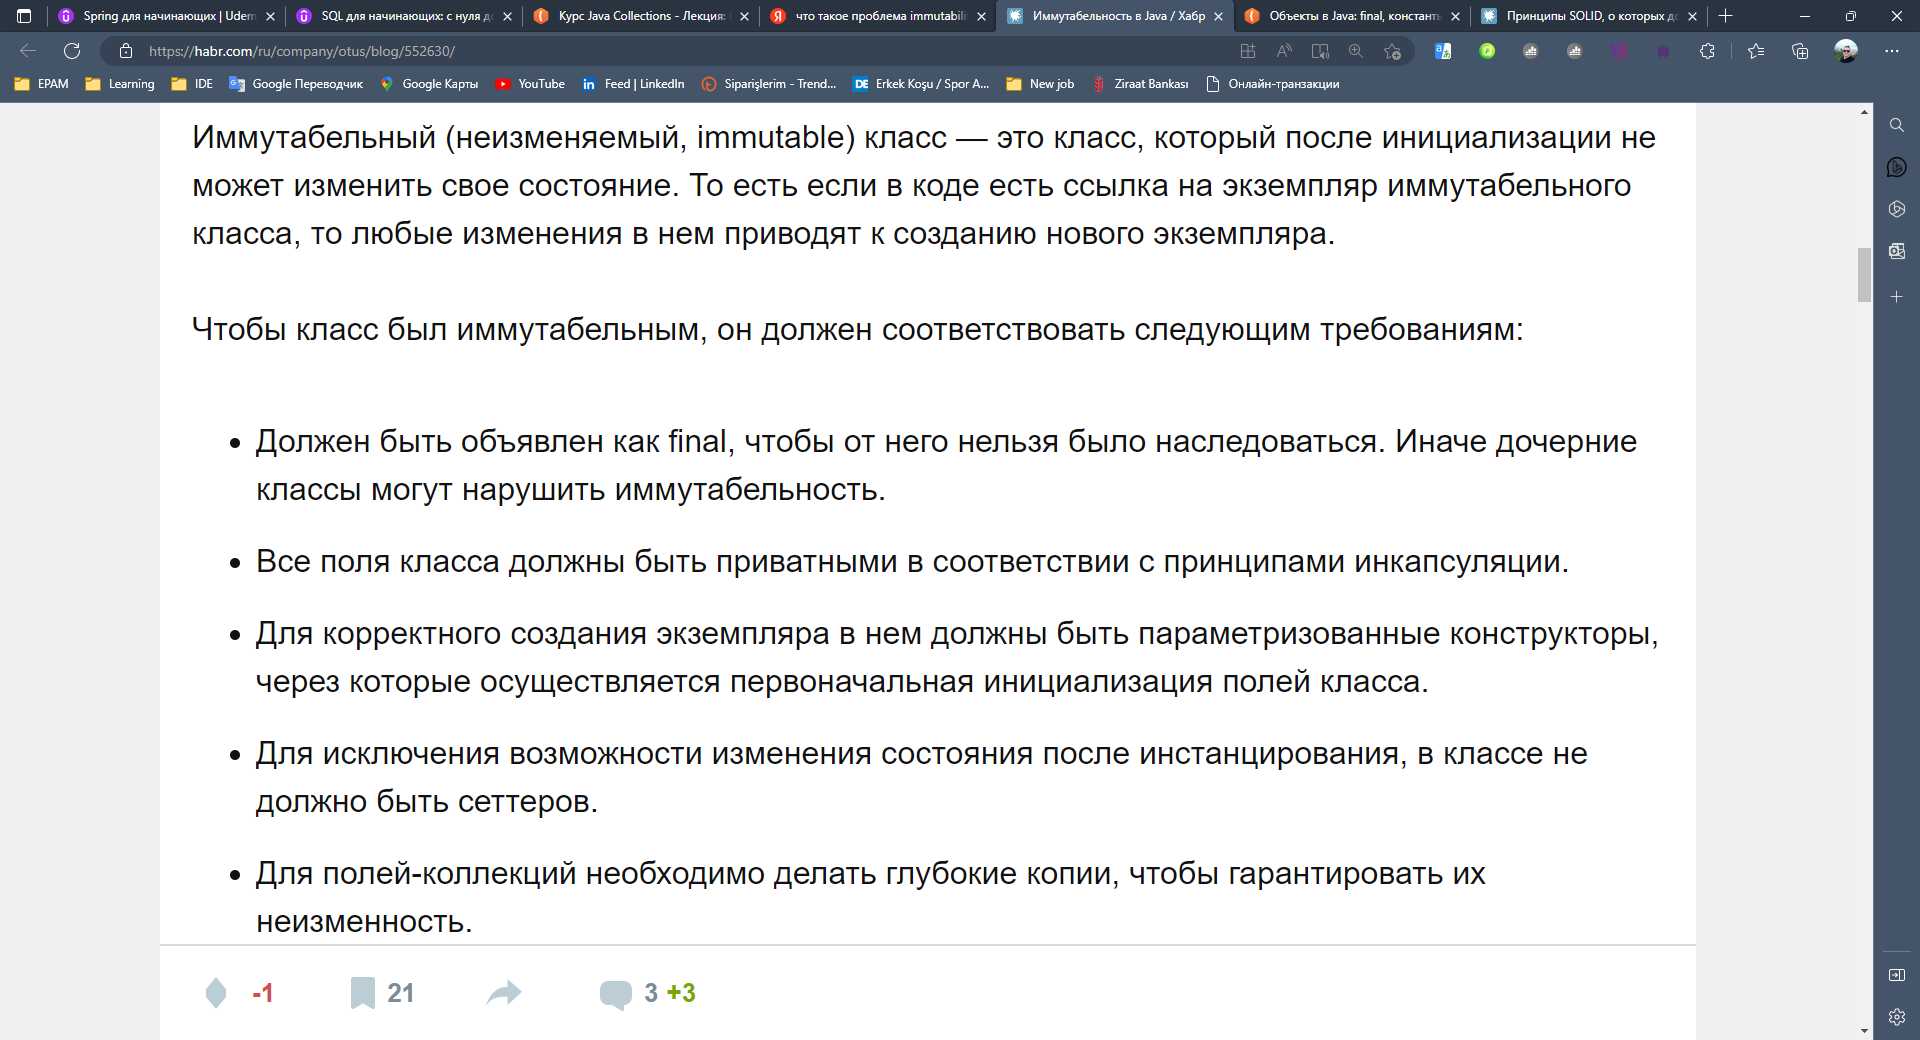 Spring для начинающих | Udem
SQL для начинающих: с нуля до
Курс Java Collections - Лекция:
что такое проблема immutabili
Иммутабельность в Java / Хабр
Объекты в Java: final, константы
Принципы SOLID, о которых до
https://habr.com/ru/company/otus/blog/552630/
EPAM
Learning
IDE
Google Переводчик
Google Карты
YouTube
Feed | LinkedIn
Siparişlerim - Trend...
Erkek Koşu / Spor A...
New job
Ziraat Bankası
Онлайн-транзакции
Иммутабельный (неизменяемый, immutable) класс — это класс, который после инициализации не
может изменить свое состояние. То есть если в коде есть ссылка на экземпляр иммутабельного
класса, то любые изменения в нем приводят к созданию нового экземпляра.
Чтобы класс был иммутабельным, он должен соответствовать следующим требованиям:
• Должен быть объявлен как final, чтобы от него нельзя было наследоваться. Иначе дочерние
классы могут нарушить иммутабельность.
• Все поля класса должны быть приватными в соответствии с принципами инкапсуляции.
• Для корректного создания экземпляра в нем должны быть параметризованные конструкторы,
через которые осуществляется первоначальная инициализация полей класса.
• Для исключения возможности изменения состояния после инстанцирования, в классе не
должно быть сеттеров.
• Для полей-коллекций необходимо делать глубокие копии, чтобы гарантировать их
неизменность.
-1 21 3 +3